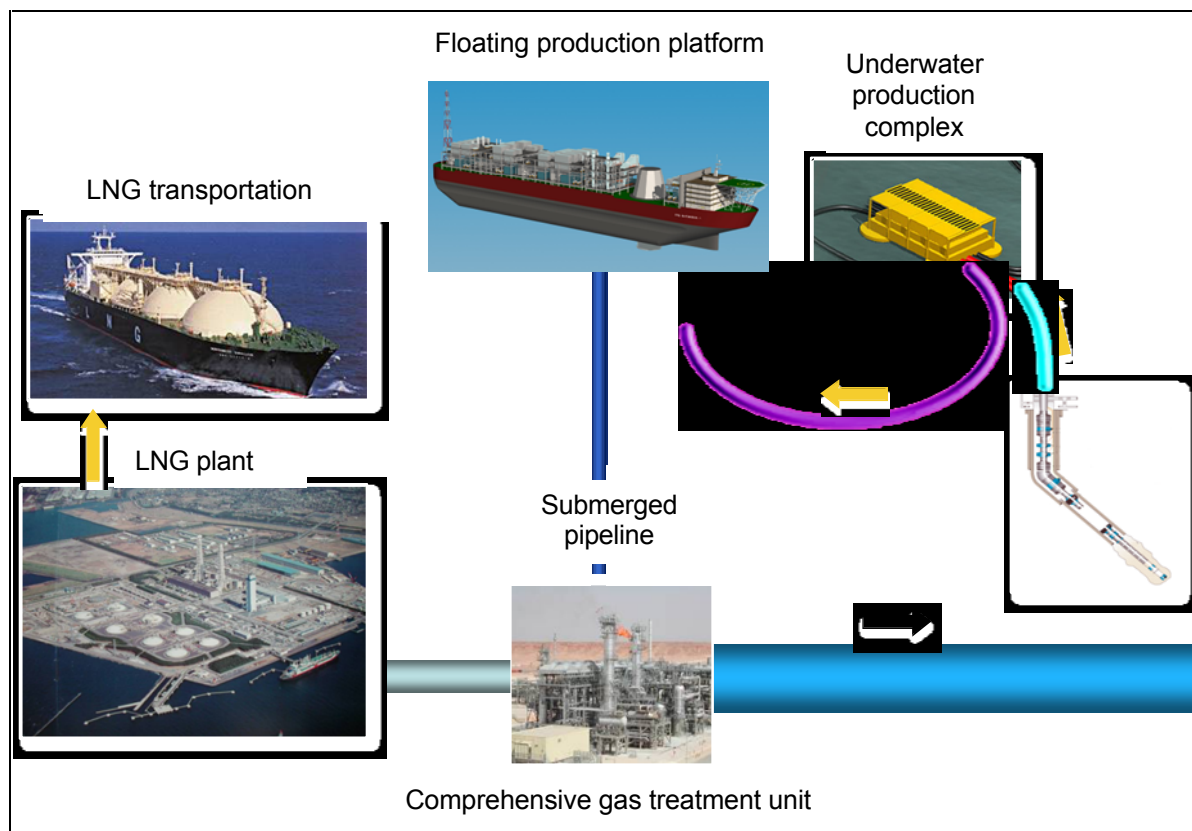 Floating production platform
Underwater
production
complex
LNG transportation
L N G
LNG plant
Submerged
pipeline
Comprehensive gas treatment unit